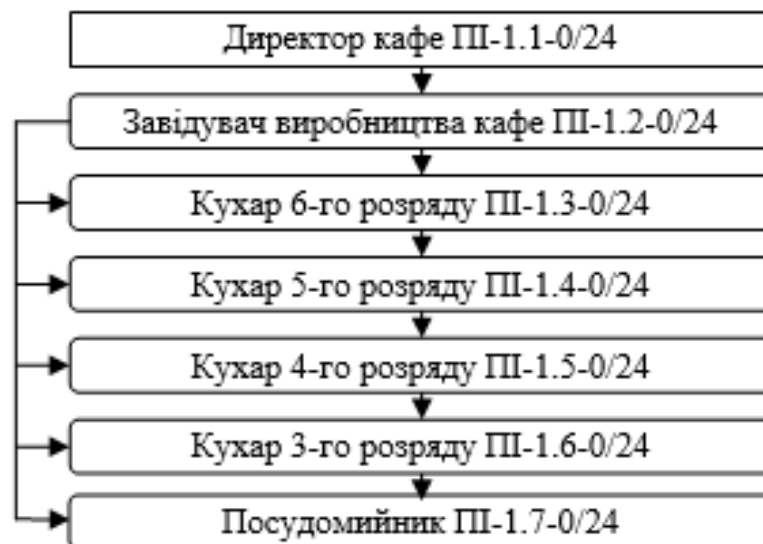 Директор кафе ПІ-1.1-0/24
Завідувач виробництва кафе ПІ-1.2-0/24
Кухар 6-го розряду ПІ-1.3-0/24
Кухар 5-го розряду ПІ-1.4-0/24
Кухар 4-го розряду ПІ-1.5-0/24
Кухар 3-го розряду ПІ-1.6-0/24
Посудомийник ПІ-1.7-0/24